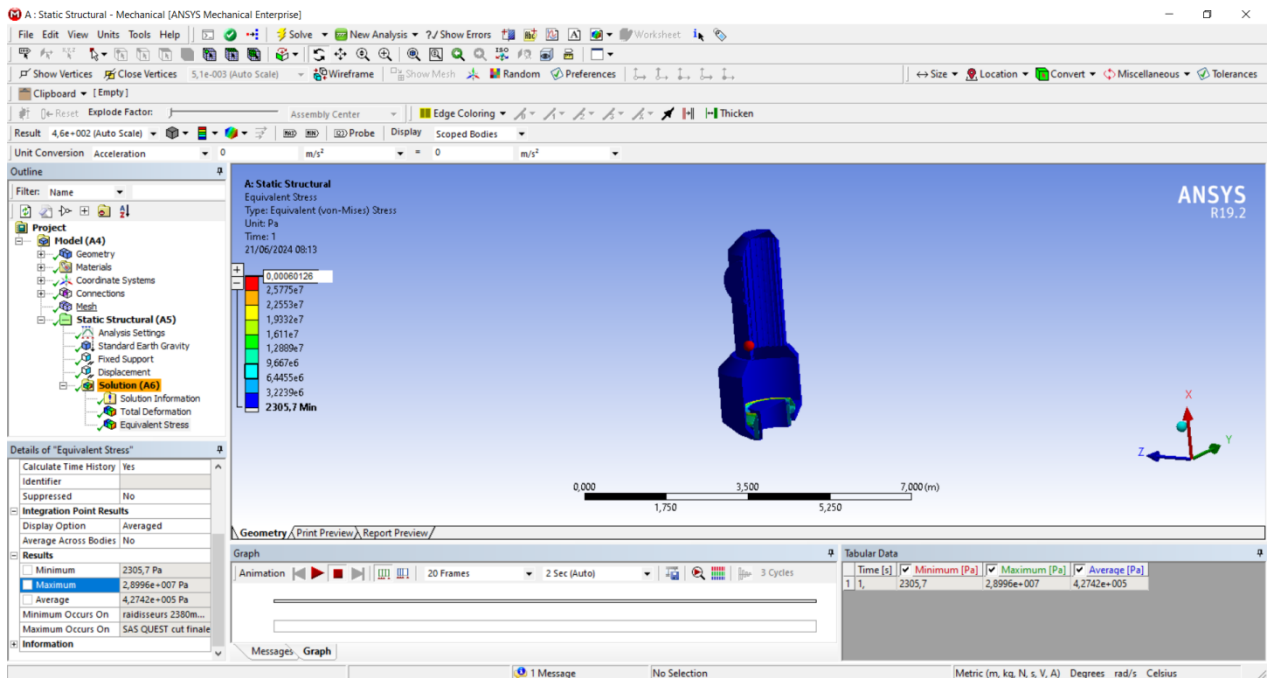 A : Static Structural - Mechanical [ANSYS Mechanical Enterprise]
File Edit View Units Tools Help Solve New Analysis ?/ Show Errors Worksheet
Show Vertices Close Vertices 5,1e-003 (Auto Scale) Wireframe Show Mesh Random Preferences Size Location Convert Miscellaneous Tolerances
Clipboard [Empty]
Reset Explode Factor: Assembly Center Edge Coloring Thicken
Result 4,6e+002 (Auto Scale) Probe Display Scoped Bodies
Unit Conversion Acceleration 0 m/s² = 0 m/s²
Outline
Filter: Name
Project
Model (A4)
Geometry
Materials
Coordinate Systems
Connections
Mesh
Static Structural (A5)
Analysis Settings
Standard Earth Gravity
Fixed Support
Displacement
Solution (A6)
Solution Information
Total Deformation
Equivalent Stress
Details of "Equivalent Stress"
Calculate Time History Yes
Identifier
Suppressed No
Integration Point Results
Display Option Averaged
Average Across Bodies No
Results
Minimum 2305,7 Pa
Maximum 2,8996e+007 Pa
Average 4,2742e+005 Pa
Minimum Occurs On raidisseurs 2380m...
Maximum Occurs On SAS QUEST cut finale
Information
A: Static Structural
Equivalent Stress
Type: Equivalent (von-Mises) Stress
Unit: Pa
Time: 1
21/06/2024 08:13
0,00060126
2,5775e7
2,2553e7
1,9332e7
1,611e7
1,2889e7
9,667e6
6,4455e6
3,2239e6
2305,7 Min
ANSYS
R19.2
X
Y
Z
0,000 3,500 7,000 (m)
1,750 5,250
Geometry Print Preview Report Preview
Graph
Animation 20 Frames 2 Sec (Auto) 3 Cycles
Messages Graph
Tabular Data
Time [s] Minimum [Pa] Maximum [Pa] Average [Pa]
1 1, 2305,7 2,8996e+007 4,2742e+005
1 Message No Selection Metric (m, kg, N, s, V, A) Degrees rad/s Celsius